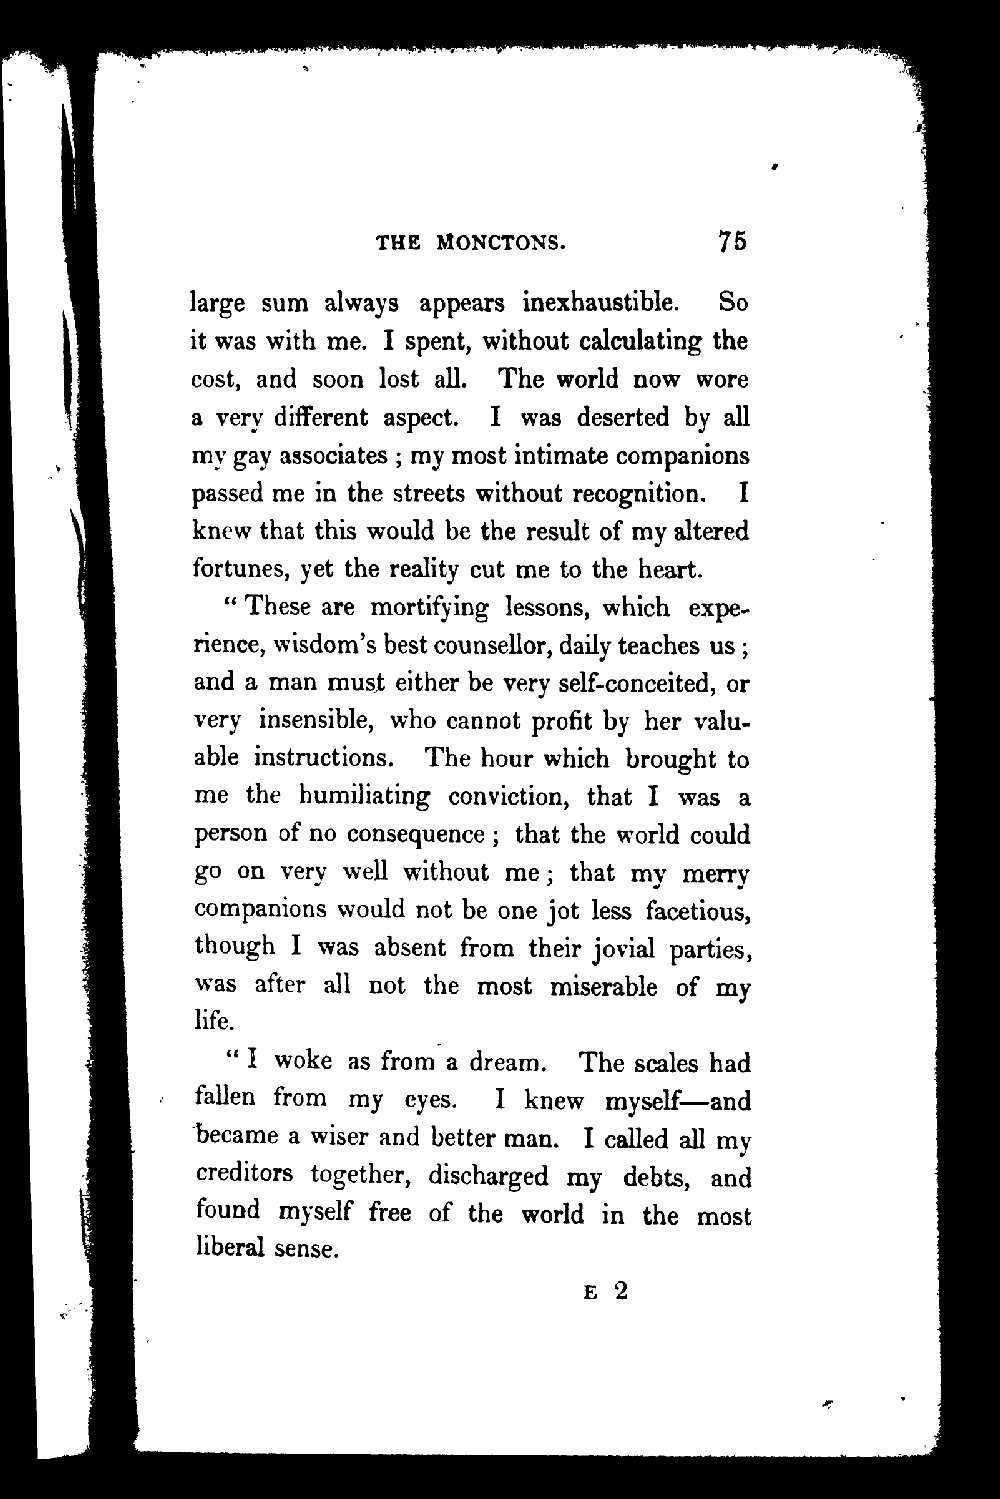 THE MONCTONS. 75
large sum always appears inexhaustible. So
it was with me. I spent, without calculating the
cost, and soon lost all. The world now wore
a very different aspect. I was deserted by all
my gay associates ; my most intimate companions
passed me in the streets without recognition. I
knew that this would be the result of my altered
fortunes, yet the reality cut me to the heart.
“ These are mortifying lessons, which expe-
rience, wisdom’s best counsellor, daily teaches us ;
and a man must either be very self-conceited, or
very insensible, who cannot profit by her valu-
able instructions. The hour which brought to
me the humiliating conviction, that I was a
person of no consequence ; that the world could
go on very well without me ; that my merry
companions would not be one jot less facetious,
though I was absent from their jovial parties,
was after all not the most miserable of my
life.
“ I woke as from a dream. The scales had
fallen from my eyes. I knew myself—and
became a wiser and better man. I called all my
creditors together, discharged my debts, and
found myself free of the world in the most
liberal sense.
E 2